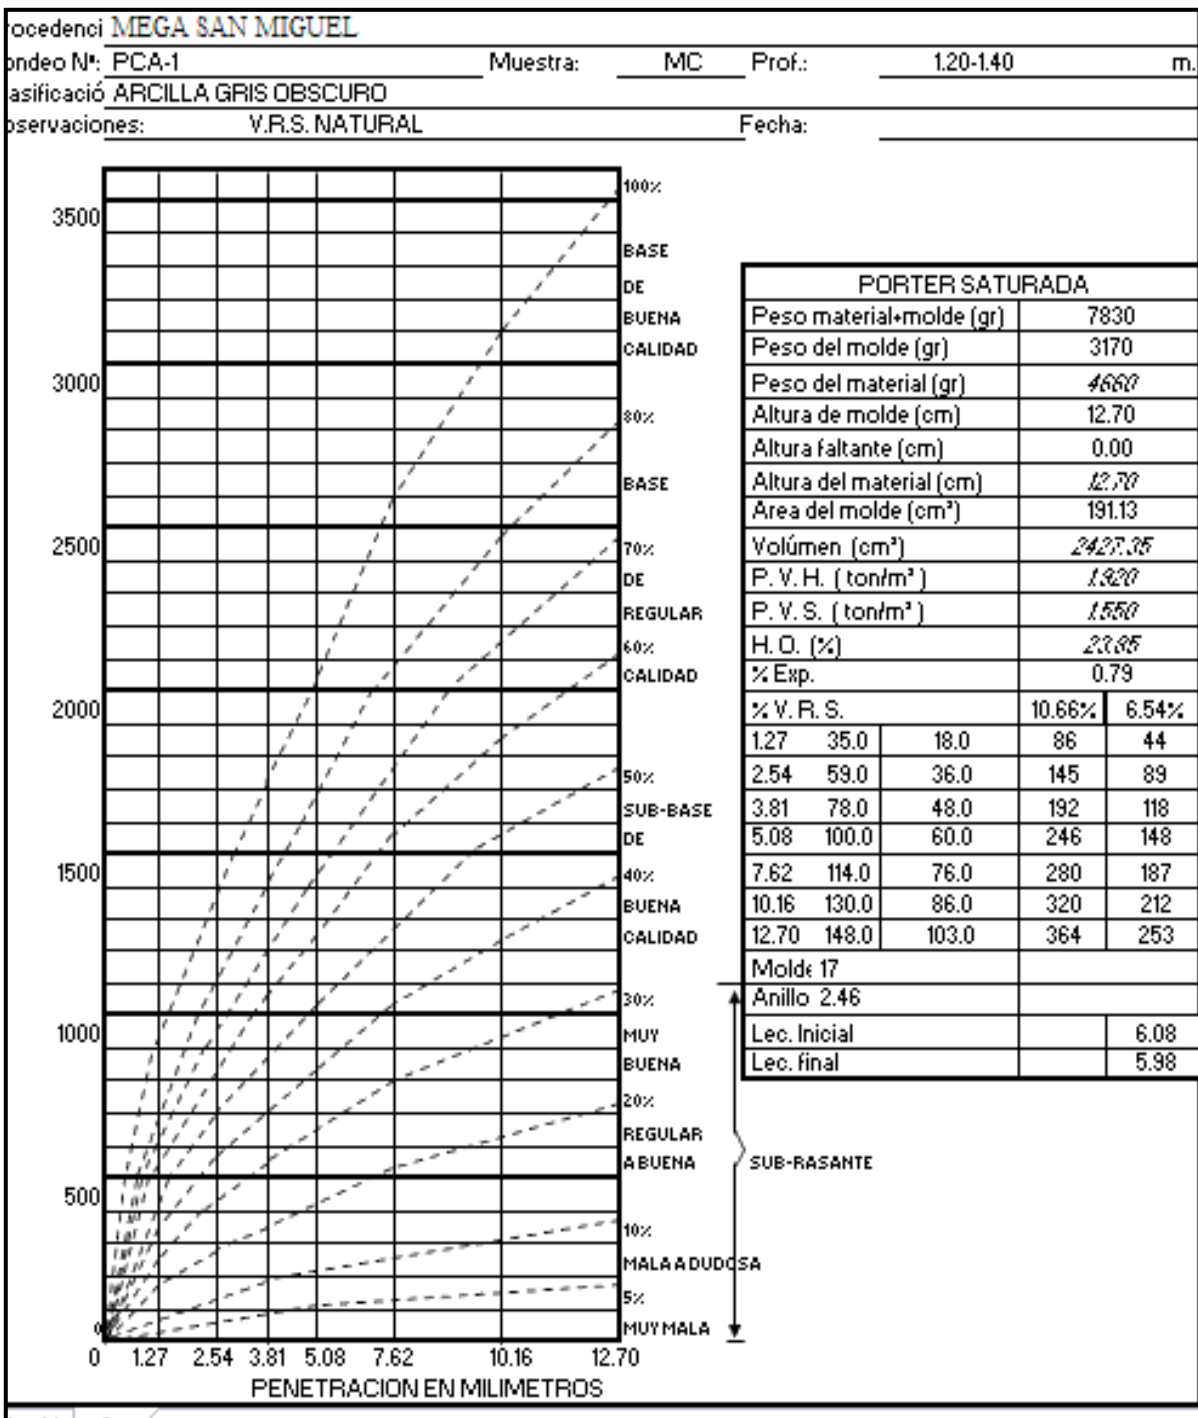 rocedenci MEGA SAN MIGUEL
ondeo Nº: PCA-1 Muestra: MC Prof.: 1.20-1.40 m.
asificació ARCILLA GRIS OBSCURO
bservaciones: V.R.S. NATURAL Fecha:
3500
3000
2500
2000
1500
1000
500
0
0 1.27 2.54 3.81 5.08 7.62 10.16 12.70
PENETRACION EN MILIMETROS
100%
BASE
DE
BUENA
CALIDAD
80%
BASE
70%
DE
REGULAR
60%
CALIDAD
50%
SUB-BASE
DE
40%
BUENA
CALIDAD
30%
MUY
BUENA
20%
REGULAR
A BUENA
10%
MALA A DUDOSA
5%
MUY MALA
SUB-RASANTE
PORTER SATURADA
Peso material+molde (gr) 7830
Peso del molde (gr) 3170
Peso del material (gr) 4660
Altura de molde (cm) 12.70
Altura faltante (cm) 0.00
Altura del material (cm) 12.70
Area del molde (cm²) 191.13
Volúmen (cm³) 2427.35
P. V. H. ( ton/m³ ) 1.920
P. V. S. ( ton/m³ ) 1.550
H. O. (%) 23.85
% Exp. 0.79
% V. R. S. 10.66% 6.54%
1.27 35.0 18.0 86 44
2.54 59.0 36.0 145 89
3.81 78.0 48.0 192 118
5.08 100.0 60.0 246 148
7.62 114.0 76.0 280 187
10.16 130.0 86.0 320 212
12.70 148.0 103.0 364 253
Molde 17
Anillo 2.46
Lec. Inicial 6.08
Lec. final 5.98